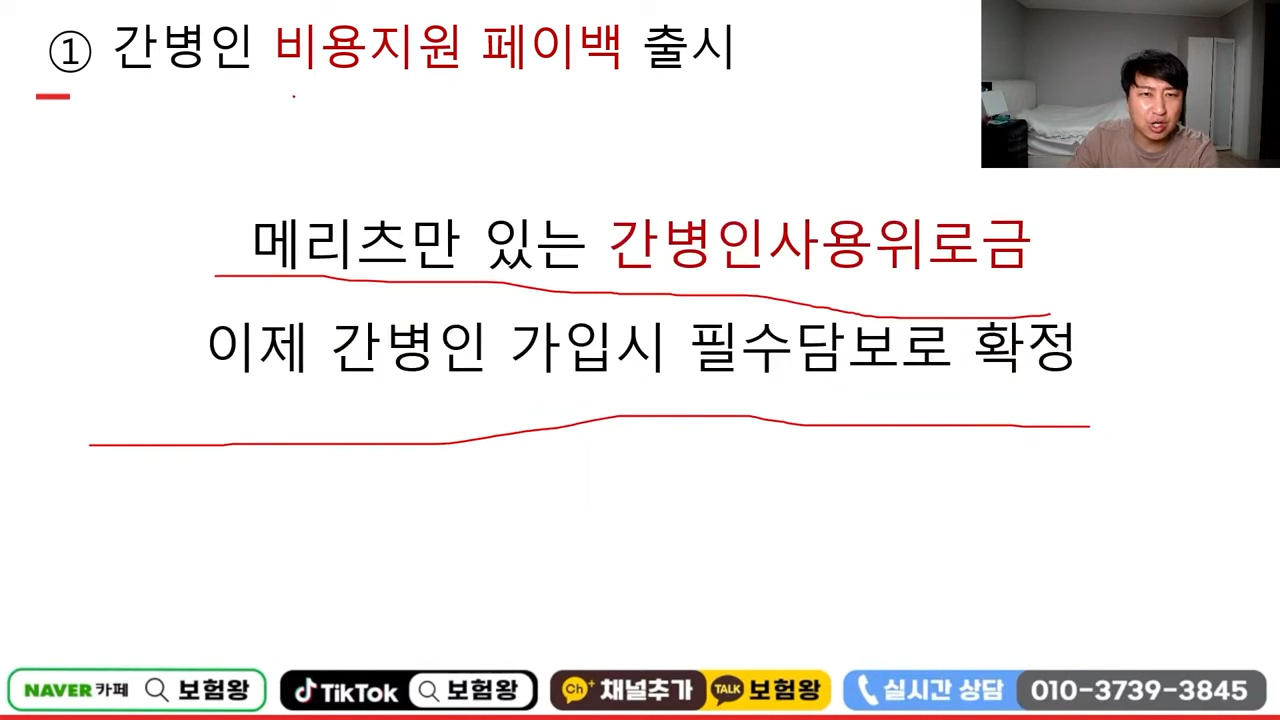 ① 간병인 비용지원 페이백 출시
메리츠만 있는 간병인사용위로금
이제 간병인 가입시 필수담보로 확정
NAVER 카페 보험왕
TikTok 보험왕
Ch+ 채널추가 TALK 보험왕
실시간 상담 010-3739-3845